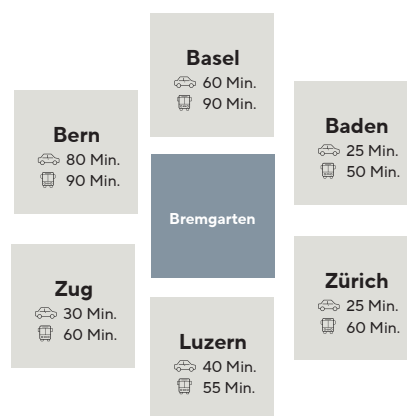 Basel
60 Min.
90 Min.
Bern
80 Min.
90 Min.
Baden
25 Min.
50 Min.
Bremgarten
Zug
30 Min.
60 Min.
Zürich
25 Min.
60 Min.
Luzern
40 Min.
55 Min.